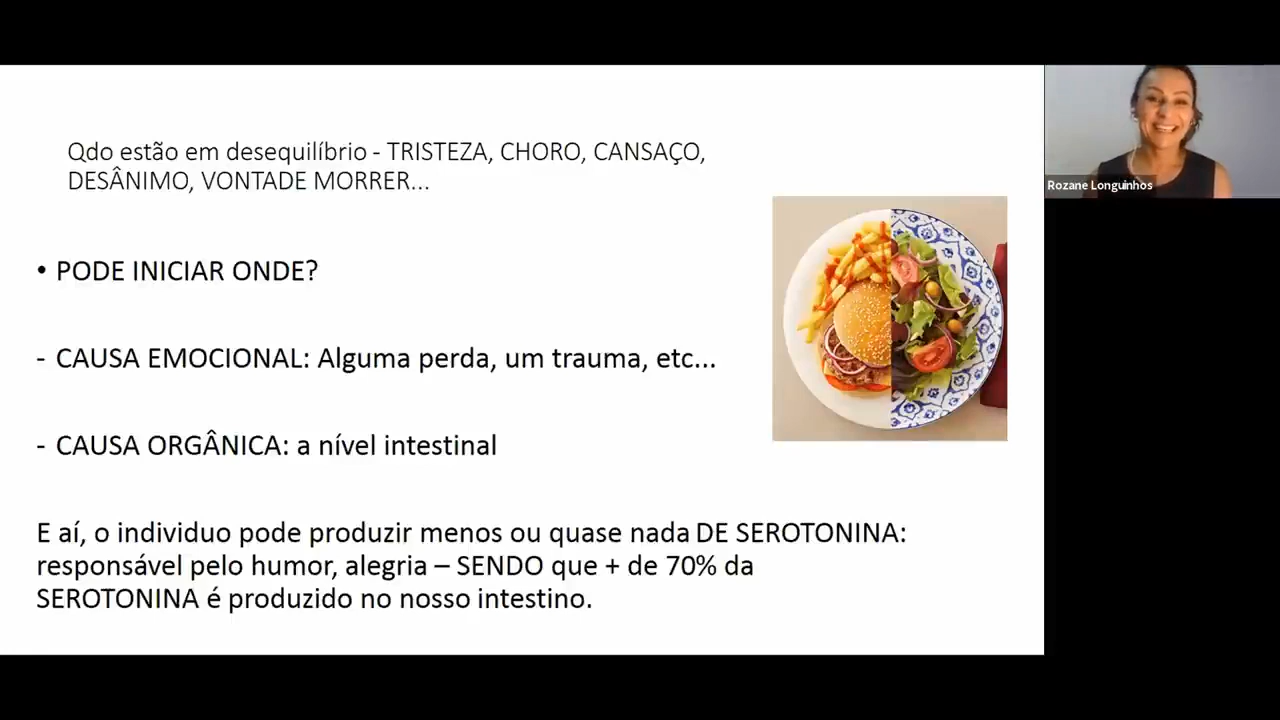 Qdo estão em desequilíbrio - TRISTEZA, CHORO, CANSAÇO,
DESÂNIMO, VONTADE MORRER...
• PODE INICIAR ONDE?
- CAUSA EMOCIONAL: Alguma perda, um trauma, etc...
- CAUSA ORGÂNICA: a nível intestinal
E aí, o individuo pode produzir menos ou quase nada DE SEROTONINA:
responsável pelo humor, alegria – SENDO que + de 70% da
SEROTONINA é produzido no nosso intestino.
Rozane Longuinhos